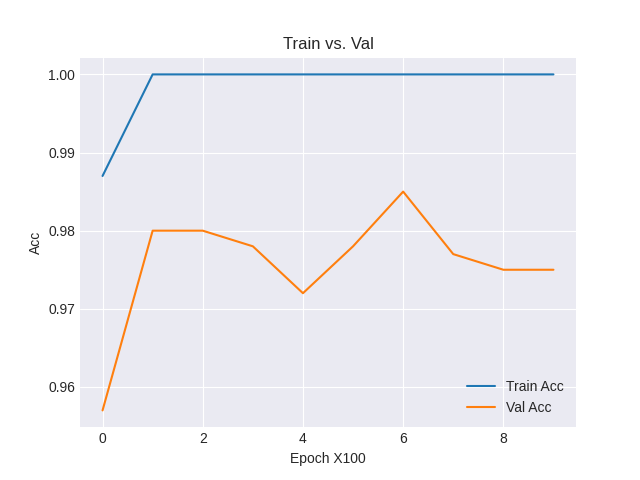 Train vs. Val
1.00
0.99
0.98
0.97
0.96
Acc
0 2 4 6 8
Epoch X100
Train Acc
Val Acc